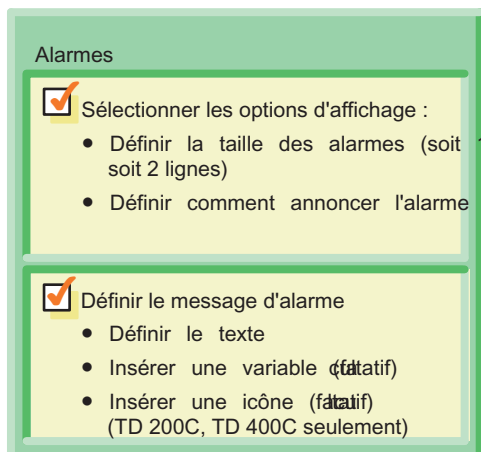 Alarmes
Sélectionner les options d'affichage :
• Définir la taille des alarmes (soit
soit 2 lignes)
• Définir comment annoncer l'alarme
Définir le message d'alarme
• Définir le texte
• Insérer une variable
• Insérer une icône
(TD 200C, TD 400C seulement)